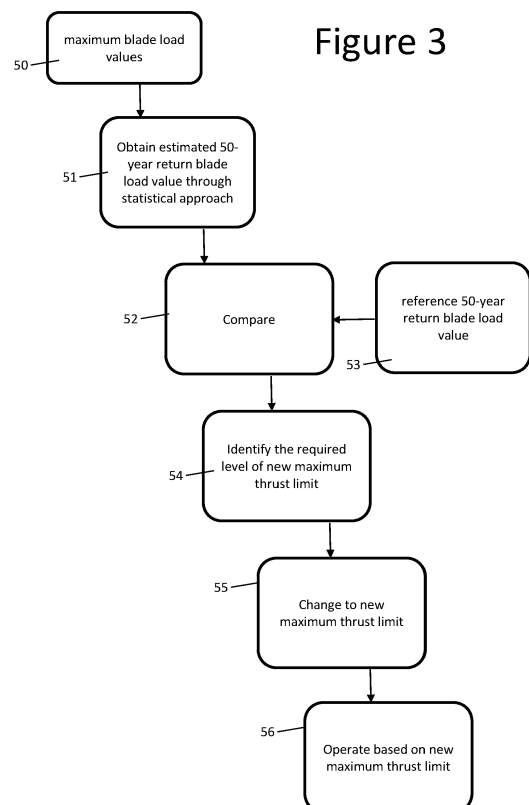 Figure 3
maximum blade load
values
50
Obtain estimated 50-
year return blade
load value through
statistical approach
51
Compare
52
reference 50-year
return blade load
value
53
Identify the required
level of new maximum
thrust limit
54
Change to new
maximum thrust limit
55
Operate based on new
maximum thrust limit
56